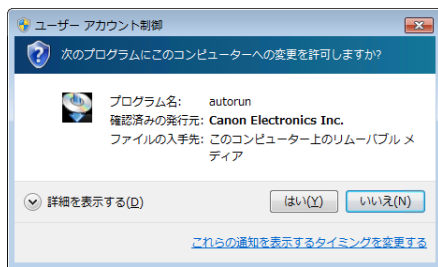 ユーザー アカウント制御
次のプログラムにこのコンピューターへの変更を許可しますか?
プログラム名: autorun
確認済みの発行元: Canon Electronics Inc.
ファイルの入手先: このコンピューター上のリムーバブル メ
ディア
詳細を表示する(D)
はい(Y)
いいえ(N)
これらの通知を表示するタイミングを変更する